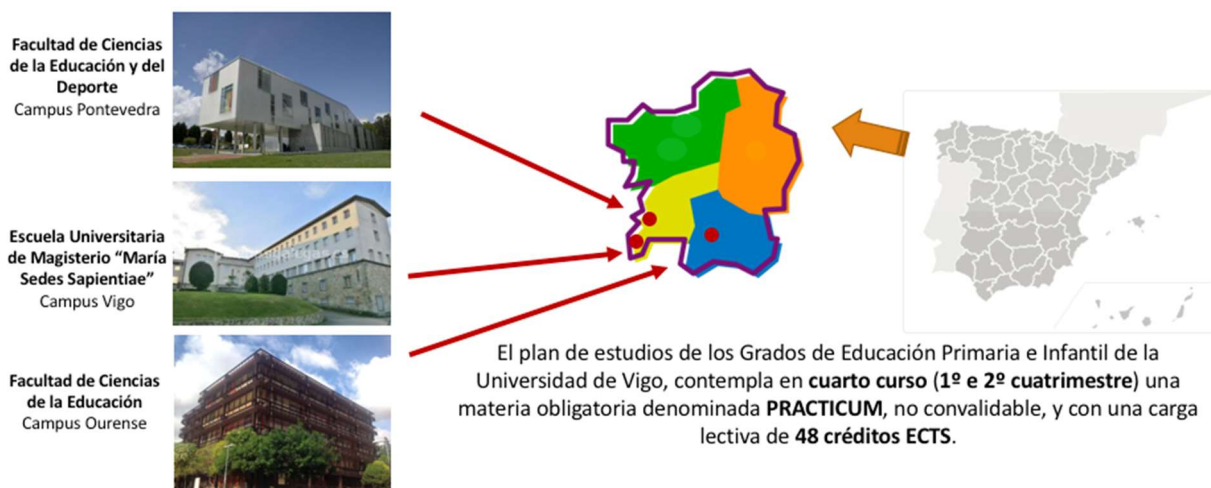 Facultad de Ciencias
de la Educación y del
Deporte
Campus Pontevedra
Escuela Universitaria
de Magisterio “María
Sedes Sapientiae”
Campus Vigo
Facultad de Ciencias
de la Educación
Campus Ourense
El plan de estudios de los Grados de Educación Primaria e Infantil de la
Universidad de Vigo, contempla en cuarto curso (1º e 2º cuatrimestre) una
materia obligatoria denominada PRACTICUM, no convalidable, y con una carga
lectiva de 48 créditos ECTS.